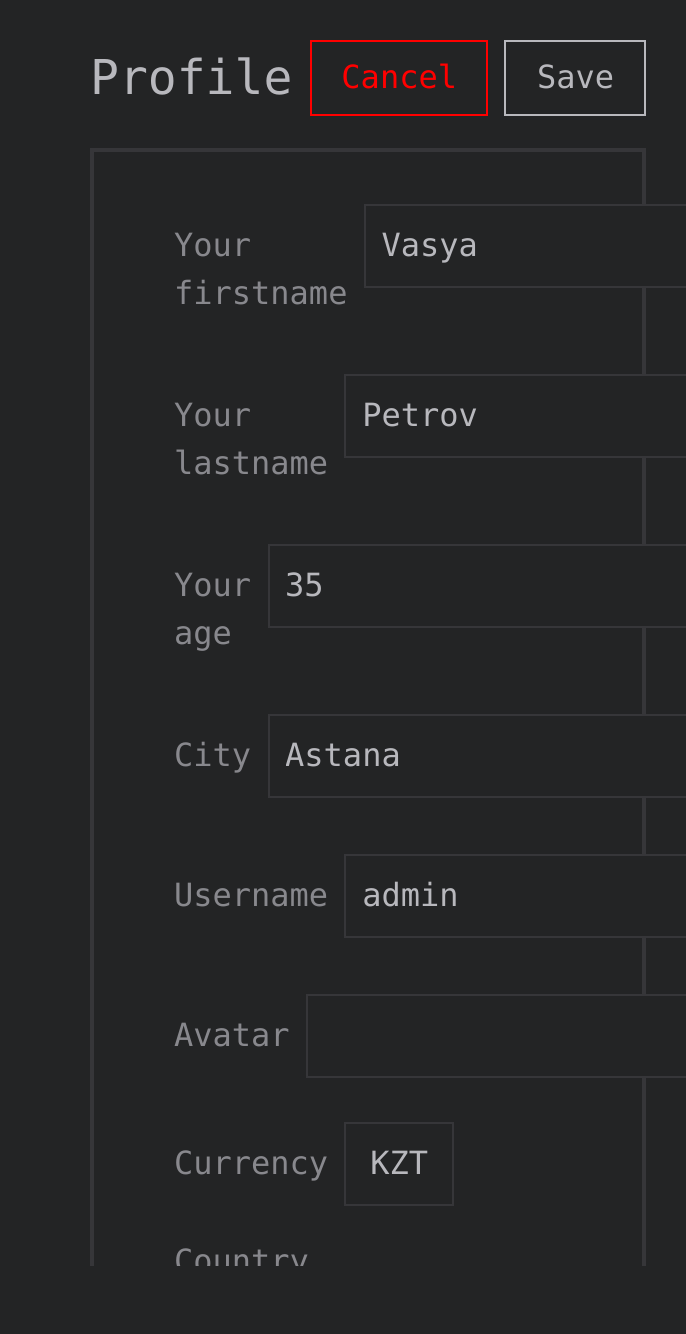 Profile Cancel Save
Your Vasya
firstname
Your Petrov
lastname
Your 35
age
City Astana
Username admin
Avatar
Currency KZT
Country